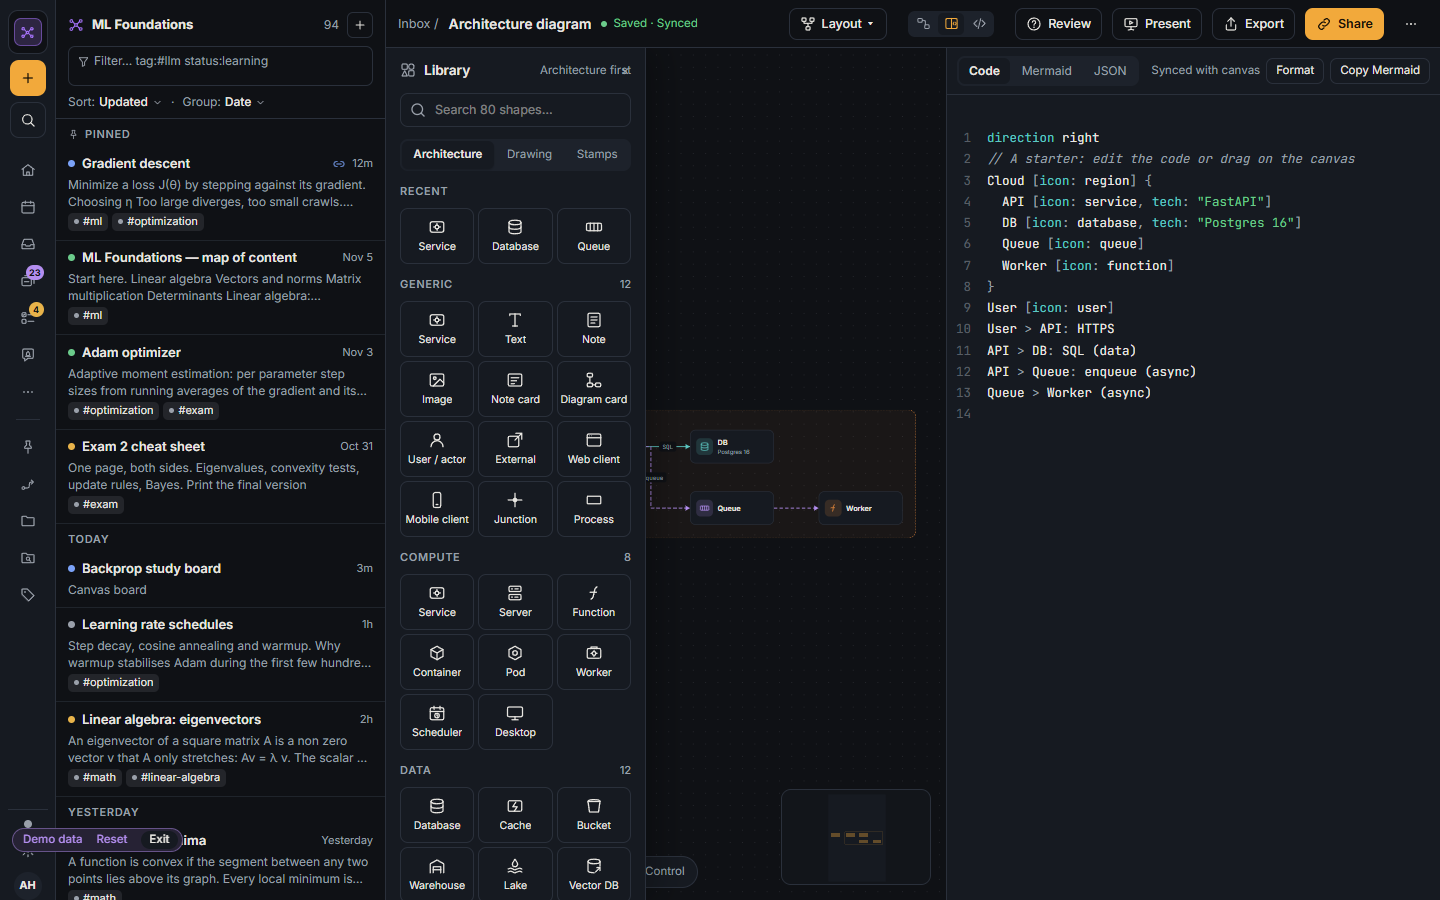 ML Foundations 94
Filter... tag:#llm status:learning
Sort: Updated · Group: Date
PINNED
Gradient descent 12m
Minimize a loss J(θ) by stepping against its gradient.
Choosing η Too large diverges, too small crawls....
#ml #optimization
ML Foundations — map of content Nov 5
Start here. Linear algebra Vectors and norms Matrix
multiplication Determinants Linear algebra:...
#ml
Adam optimizer Nov 3
Adaptive moment estimation: per parameter step
sizes from running averages of the gradient and its...
#optimization #exam
Exam 2 cheat sheet Oct 31
One page, both sides. Eigenvalues, convexity tests,
update rules, Bayes. Print the final version
#exam
TODAY
Backprop study board 3m
Canvas board
Learning rate schedules 1h
Step decay, cosine annealing and warmup. Why
warmup stabilises Adam during the first few hundre...
#optimization
Linear algebra: eigenvectors 2h
An eigenvector of a square matrix A is a non zero
vector v that A only stretches: Av = λ v. The scalar ...
#math #linear-algebra
YESTERDAY
ima Yesterday
A function is convex if the segment between any two
points lies above its graph. Every local minimum is...
#math
23
4
Demo data Reset Exit
AH
Inbox / Architecture diagram Saved · Synced
Layout
Review
Present
Export
Share
Library Architecture first
Search 80 shapes...
Architecture Drawing Stamps
RECENT
Service Database Queue
GENERIC 12
Service Text Note
Image Note card Diagram card
User / actor External Web client
Mobile client Junction Process
COMPUTE 8
Service Server Function
Container Pod Worker
Scheduler Desktop
DATA 12
Database Cache Bucket
Warehouse Lake Vector DB
SQL
DB
Postgres 16
Queue
Worker
Control
Code Mermaid JSON Synced with canvas Format Copy Mermaid
1 direction right
2 // A starter: edit the code or drag on the canvas
3 Cloud [icon: region] {
4 API [icon: service, tech: "FastAPI"]
5 DB [icon: database, tech: "Postgres 16"]
6 Queue [icon: queue]
7 Worker [icon: function]
8 }
9 User [icon: user]
10 User > API: HTTPS
11 API > DB: SQL (data)
12 API > Queue: enqueue (async)
13 Queue > Worker (async)
14